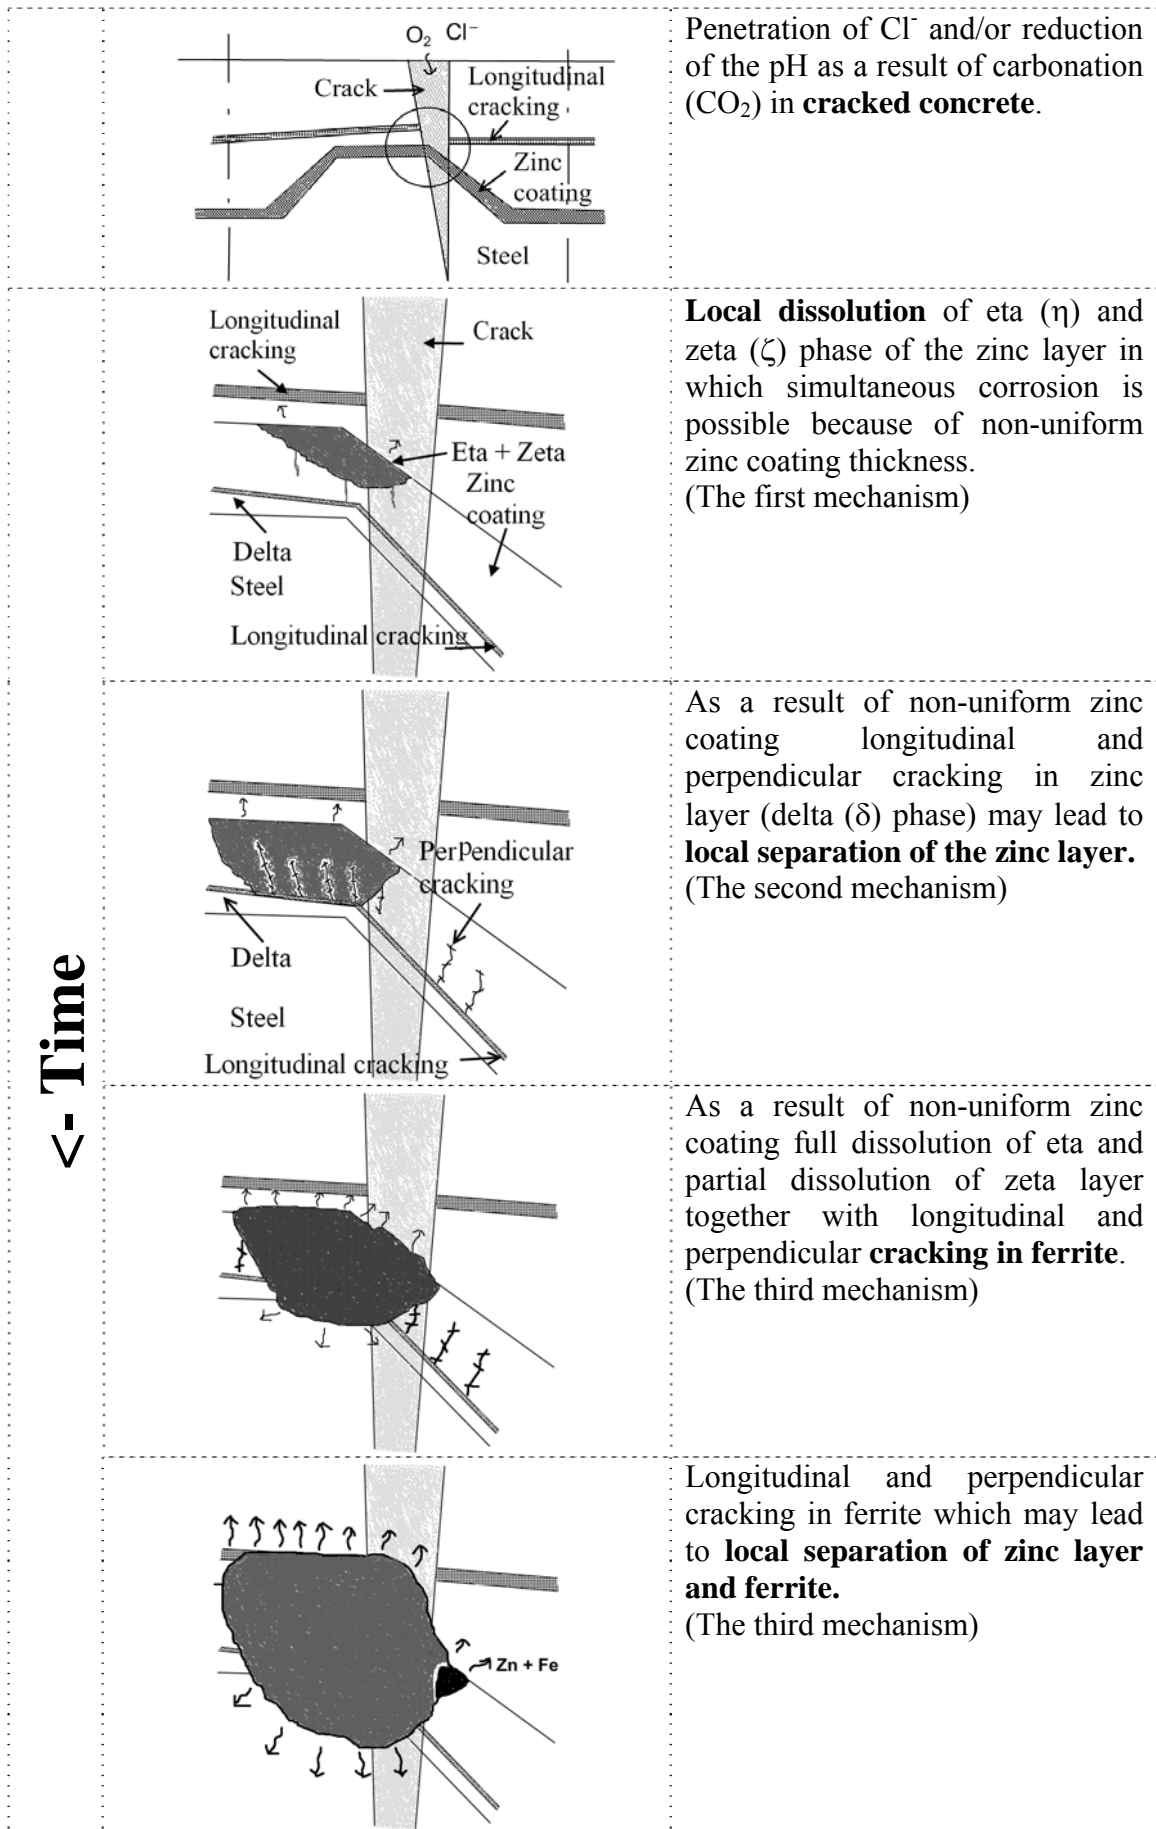 O₂ Cl⁻
Crack
Longitudinal
cracking
Zinc
coating
Steel
Penetration of Cl⁻ and/or reduction
of the pH as a result of carbonation
(CO₂) in cracked concrete.
Longitudinal
cracking
Crack
Eta + Zeta
Zinc
coating
Delta
Steel
Longitudinal cracking
Local dissolution of eta (η) and
zeta (ζ) phase of the zinc layer in
which simultaneous corrosion is
possible because of non-uniform
zinc coating thickness.
(The first mechanism)
<- Time
Perpendicular
cracking
Delta
Steel
Longitudinal cracking
As a result of non-uniform zinc
coating longitudinal and
perpendicular cracking in zinc
layer (delta (δ) phase) may lead to
local separation of the zinc layer.
(The second mechanism)
As a result of non-uniform zinc
coating full dissolution of eta and
partial dissolution of zeta layer
together with longitudinal and
perpendicular cracking in ferrite.
(The third mechanism)
Zn + Fe
Longitudinal and perpendicular
cracking in ferrite which may lead
to local separation of zinc layer
and ferrite.
(The third mechanism)